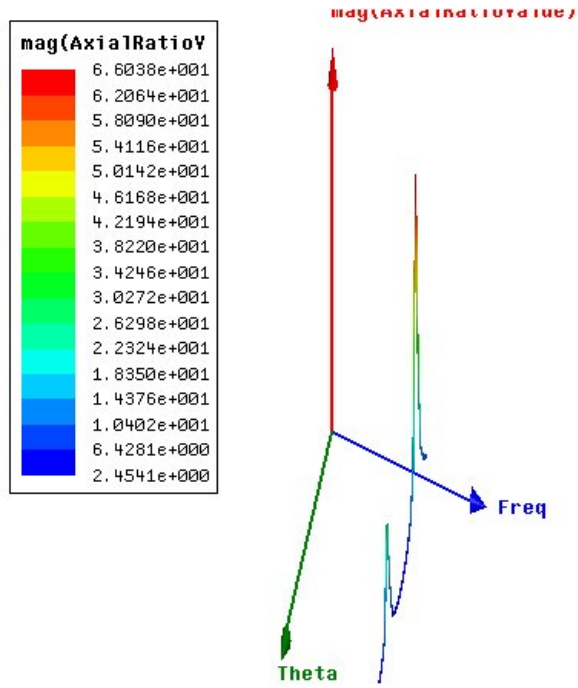 mag(AxialRatioValue)
mag(AxialRatioV
6.6038e+001
6.2064e+001
5.8090e+001
5.4116e+001
5.0142e+001
4.6168e+001
4.2194e+001
3.8220e+001
3.4246e+001
3.0272e+001
2.6298e+001
2.2324e+001
1.8350e+001
1.4376e+001
1.0402e+001
6.4281e+000
2.4541e+000
Freq
Theta